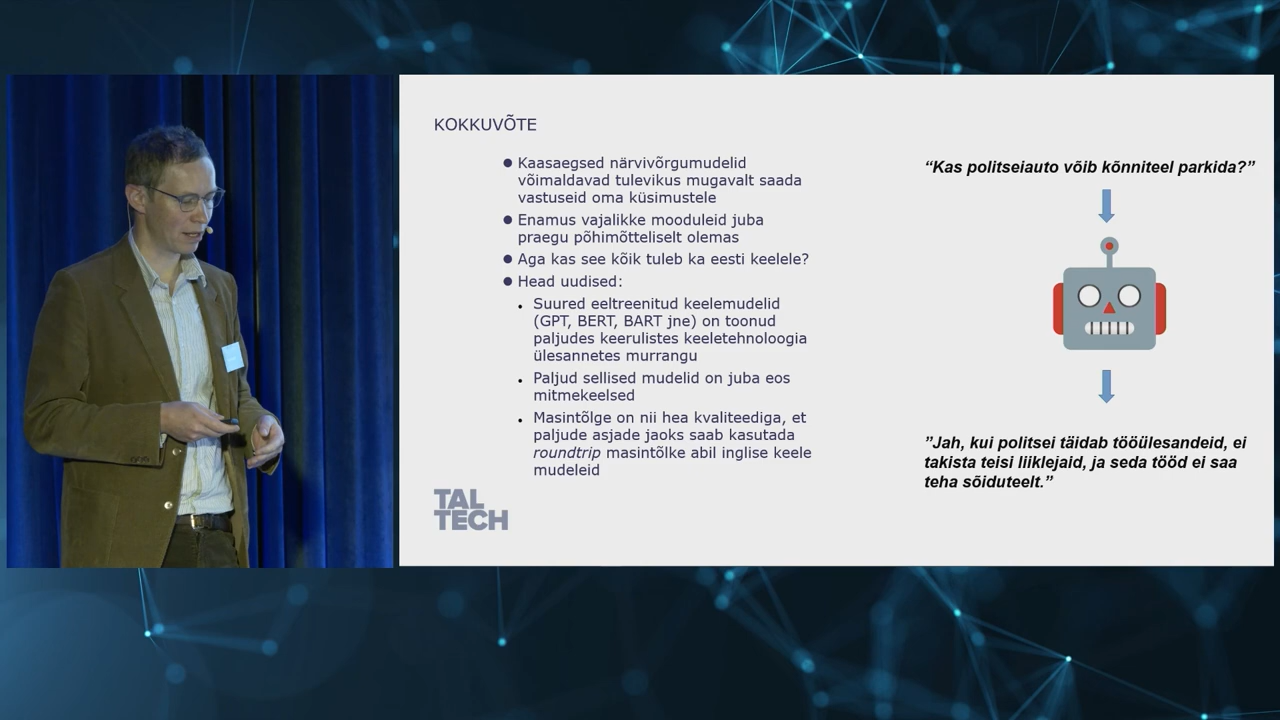 KOKKUVÕTE
● Kaasaegsed närvivõrgumudelid
võimaldavad tulevikus mugavalt saada
vastuseid oma küsimustele
● Enamus vajalikke mooduleid juba
praegu põhimõtteliselt olemas
● Aga kas see kõik tuleb ka eesti keelele?
● Head uudised:
• Suured eeltreenitud keelemudelid
(GPT, BERT, BART jne) on toonud
paljudes keerulistes keeletehnoloogia
ülesannetes murrangu
• Paljud sellised mudelid on juba eos
mitmekeelsed
• Masintõlge on nii hea kvaliteediga, et
paljude asjade jaoks saab kasutada
roundtrip masintõlke abil inglise keele
mudeleid
TAL
TECH
“Kas politseiauto võib kõnniteel parkida?”
”Jah, kui politsei täidab tööülesandeid, ei
takista teisi liiklejaid, ja seda tööd ei saa
teha sõiduteelt.”